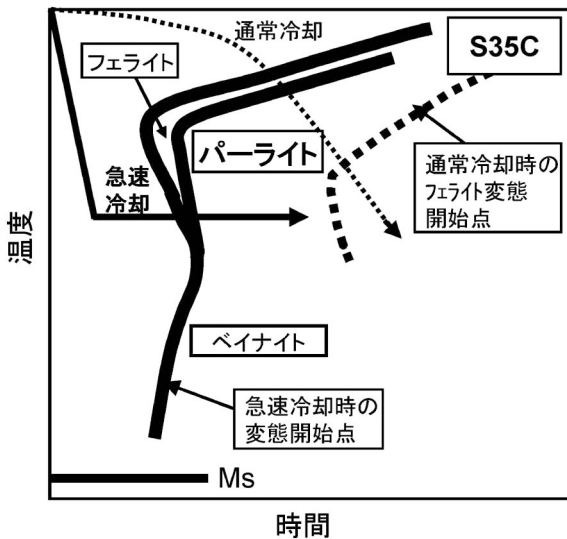 通常冷却
S35C
フェライト
パーライト
急速
冷却
通常冷却時の
フェライト変態
開始点
温度
ベイナイト
急速冷却時の
変態開始点
Ms
時間